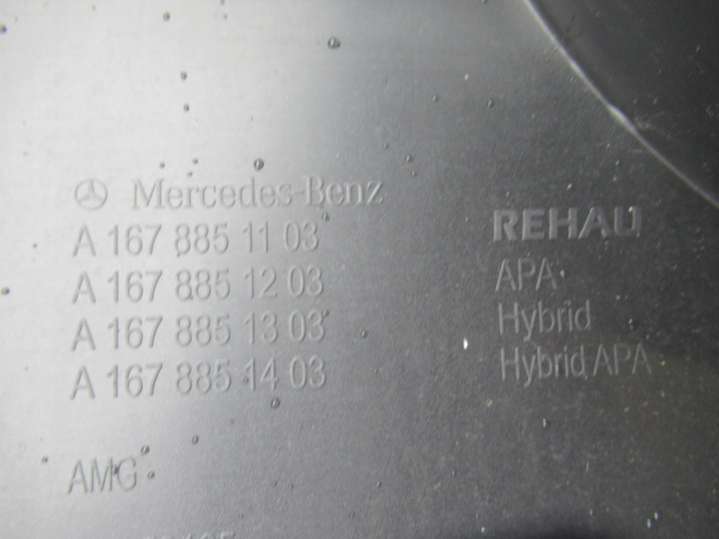 Mercedes-Benz
A 167 885 11 03
A 167 885 12 03
A 167 885 13 03
A 167 885 14 03
AMG
REHAU
APA
Hybrid
Hybrid APA